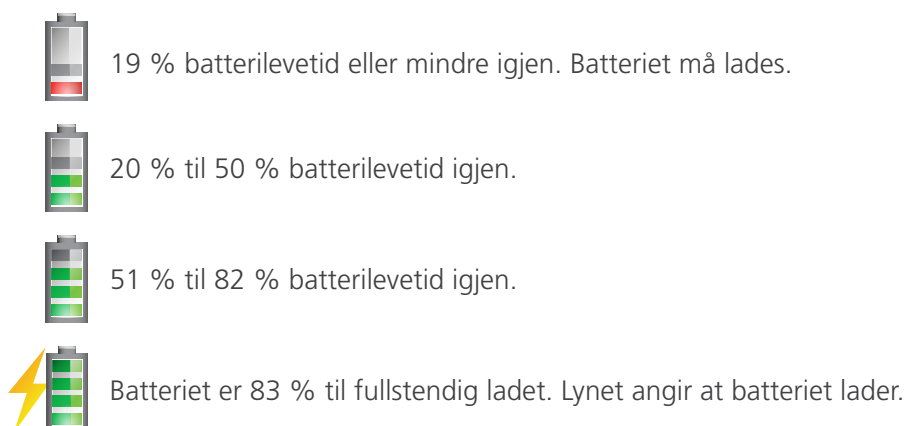 19 % batterilevetid eller mindre igjen. Batteriet må lades.
20 % til 50 % batterilevetid igjen.
51 % til 82 % batterilevetid igjen.
Batteriet er 83 % til fullstendig ladet. Lynet angir at batteriet lader.